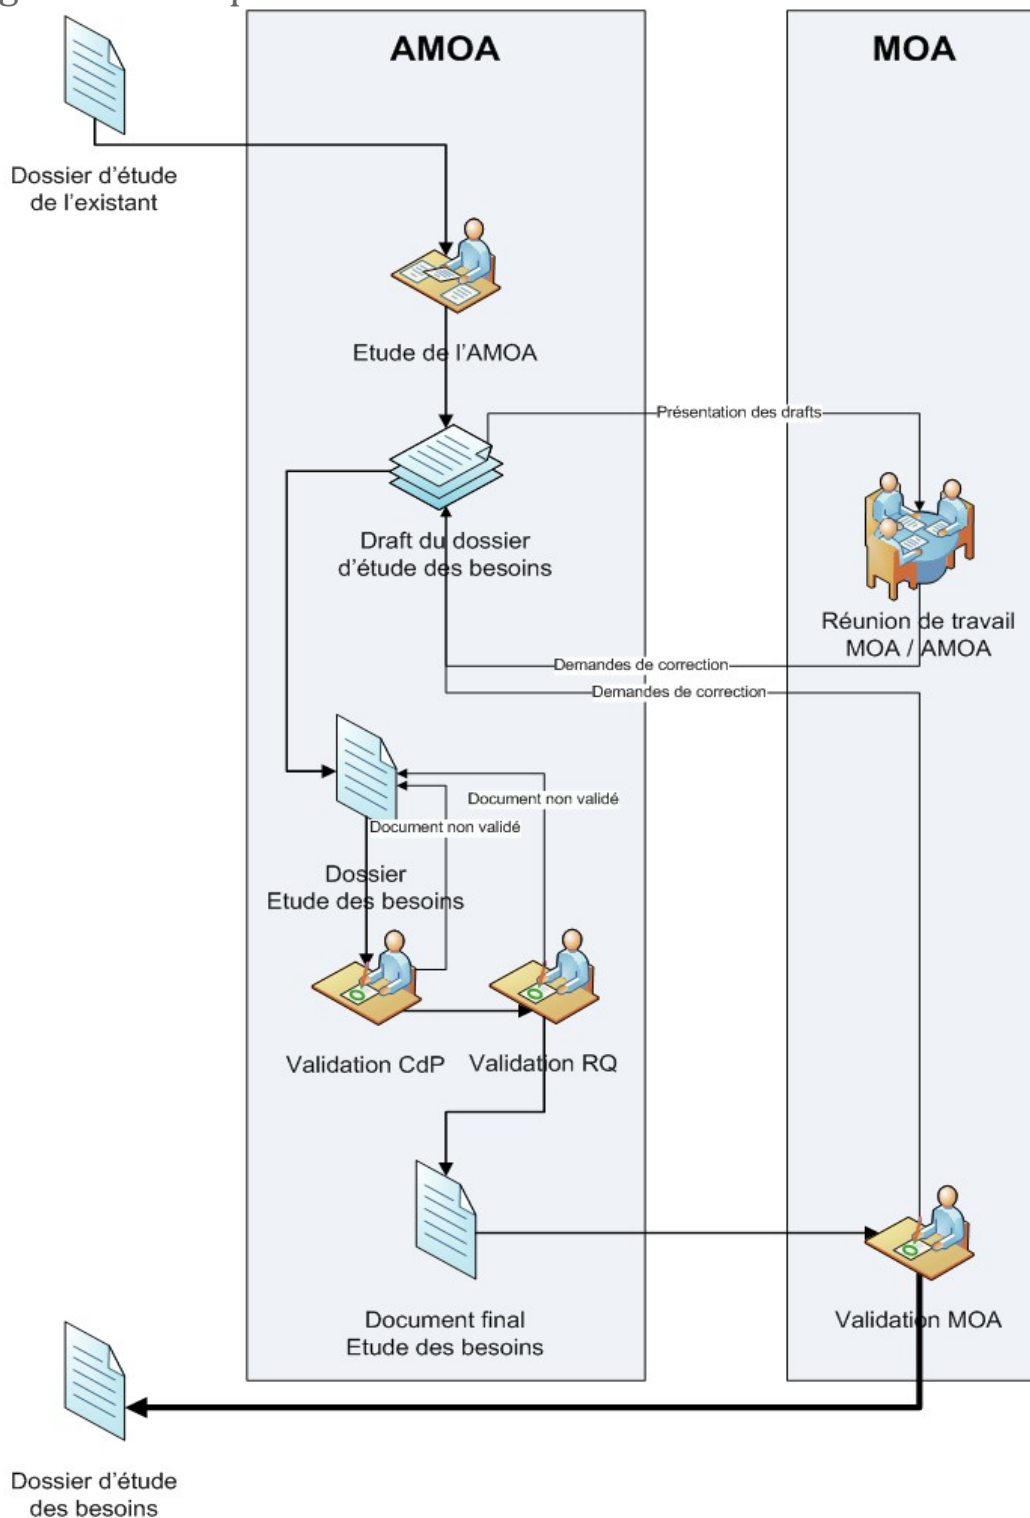 AMOA
MOA
Dossier d'étude
de l'existant
Etude de l'AMOA
Présentation des drafts
Draft du dossier
d'étude des besoins
Réunion de travail
MOA / AMOA
Demandes de correction
Demandes de correction
Document non validé
Document non validé
Dossier
Etude des besoins
Validation CdP
Validation RQ
Document final
Etude des besoins
Validation MOA
Dossier d'étude
des besoins